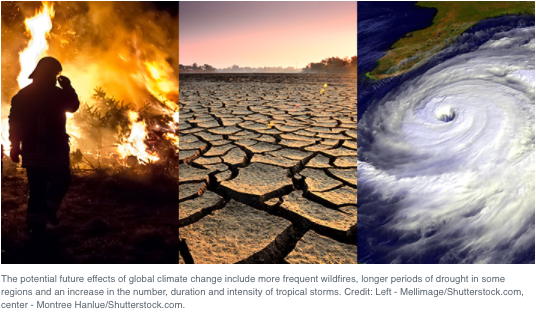 The potential future effects of global climate change include more frequent wildfires, longer periods of drought in some
regions and an increase in the number, duration and intensity of tropical storms. Credit: Left - Mellimage/Shutterstock.com,
center - Montree Hanlue/Shutterstock.com.